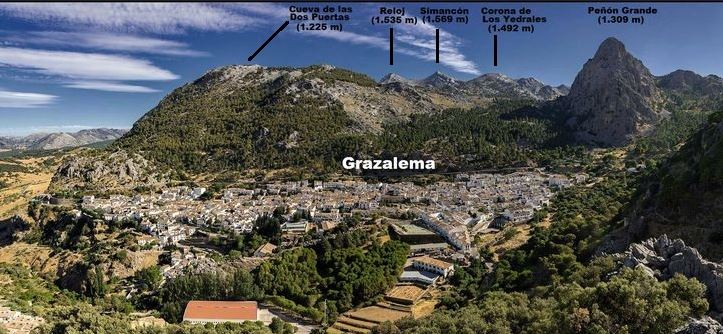 Cueva de las
Dos Puertas
(1.225 m)
Reloj
(1.535 m)
Simancón
(1.569 m)
Corona de
Los Yedrales
(1.492 m)
Peñón Grande
(1.309 m)
Grazalema